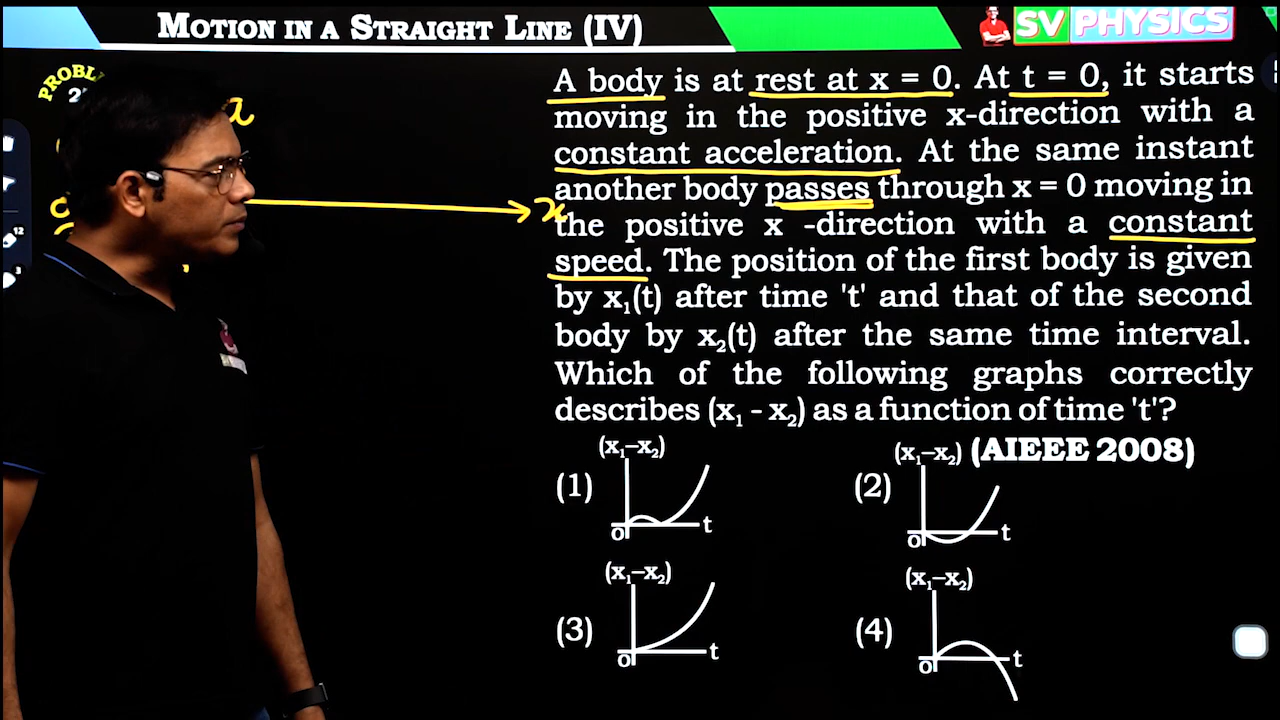 MOTION IN A STRAIGHT LINE (IV)
SV PHYSICS
a
x
A body is at rest at x = 0. At t = 0, it starts
moving in the positive x-direction with a
constant acceleration. At the same instant
another body passes through x = 0 moving in
the positive x -direction with a constant
speed. The position of the first body is given
by x₁(t) after time 't' and that of the second
body by x₂(t) after the same time interval.
Which of the following graphs correctly
describes (x₁ - x₂) as a function of time 't'?
(AIEEE 2008)
(1) (x₁–x₂) O t
(2) (x₁–x₂) O t
(3) (x₁–x₂) O t
(4) (x₁–x₂) O t
12
3